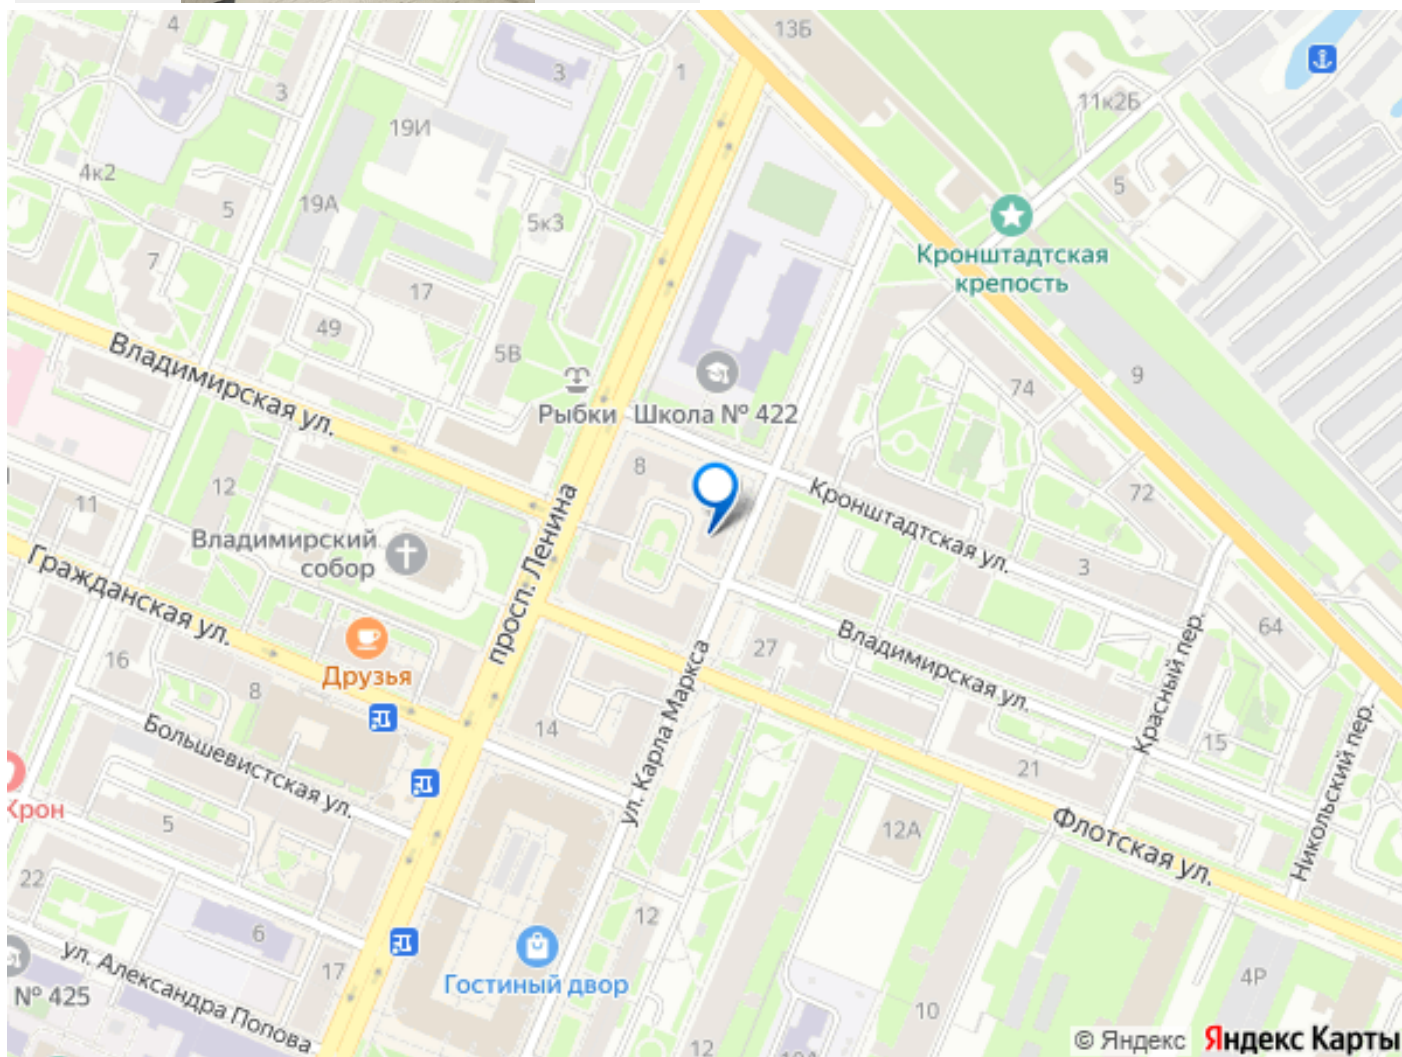 4
13Б
3
1
3
11к2Б
19И
4к2
5
5
19А
5к3
Кронштадтская
крепость
7
17
49
5В
9
74
Владимирская ул.
Рыбки
Школа № 422
8
72
12
11
Кронштадтская ул.
просп. Ленина
Владимирский
собор
3
Гражданская ул.
64
Друзья
16
27
Владимирская ул.
Красный пер.
8
ул. Карла Маркса
14
15
Большевистская ул.
21
Никольский пер.
Крон
5
12А
Флотская ул.
22
12
6
17
Гостиный двор
4Р
ул. Александра Попова
№ 425
10
12
© Яндекс Яндекс Карты